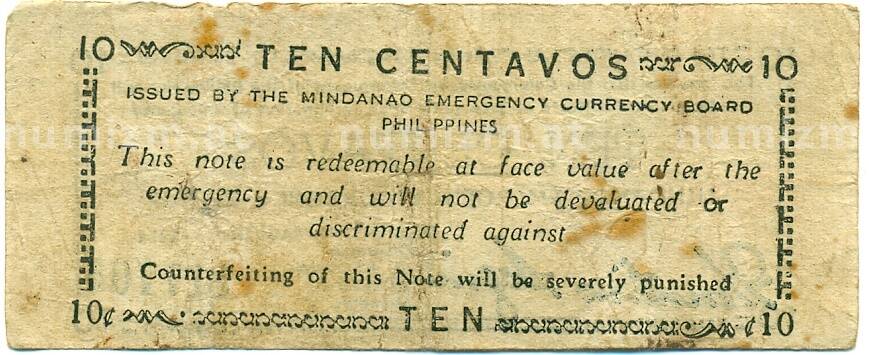 10 TEN CENTAVOS 10
ISSUED BY THE MINDANAO EMERGENCY CURRENCY BOARD
PHILPPINES
This note is redeemable at face value after the
emergency and will not be devaluated or
discriminated against
Counterfeiting of this Note will be severely punished
10¢ TEN ¢10